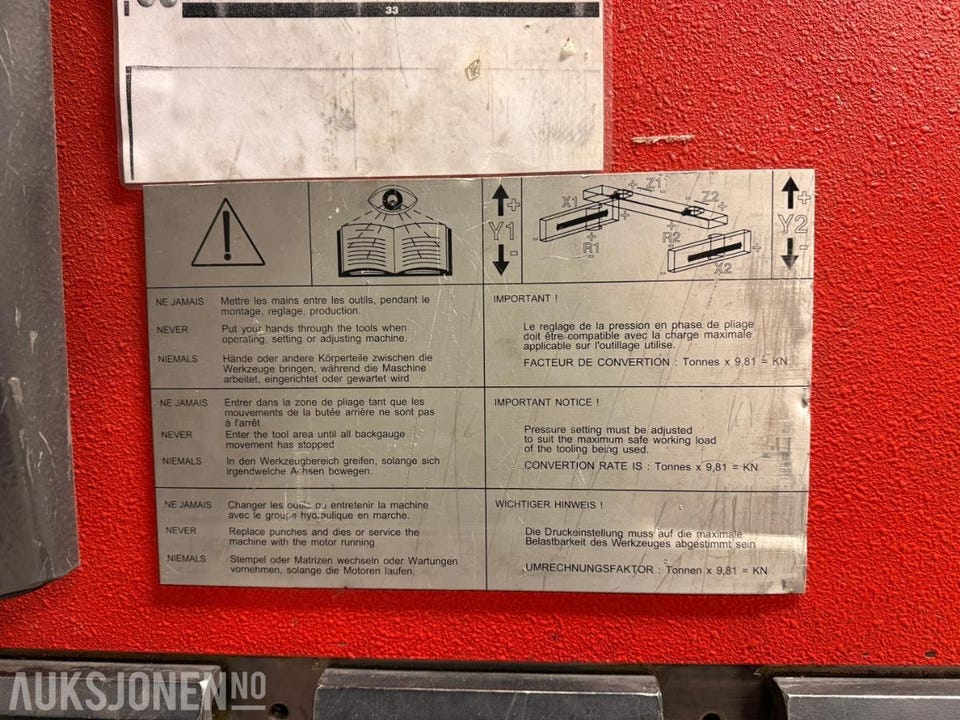 33
X1
Z1
Z2
Y1
R1
R2
X2
Y2
NE JAMAIS Mettre les mains entre les outils, pendant le
montage, reglage, production.
NEVER Put your hands through the tools when
operating, setting or adjusting machine.
NIEMALS Hände oder andere Körperteile zwischen die
Werkzeuge bringen, während die Maschine
arbeitet, eingerichtet oder gewartet wird
IMPORTANT !
Le reglage de la pression en phase de pliage
doit être compatible avec la charge maximale
applicable sur l'outillage utilise.
FACTEUR DE CONVERTION : Tonnes x 9,81 = KN
NE JAMAIS Entrer dans la zone de pliage tant que les
mouvements de la butée arrière ne sont pas
à l'arrêt
NEVER Enter the tool area until all backgauge
movement has stopped
NIEMALS In den Werkzeugbereich greifen, solange sich
irgendwelche Achsen bewegen.
IMPORTANT NOTICE !
Pressure setting must be adjusted
to suit the maximum safe working load
of the tooling being used.
CONVERTION RATE IS : Tonnes x 9,81 = KN
NE JAMAIS Changer les outils ou entretenir la machine
avec le groupe hydraulique en marche.
NEVER Replace punches and dies or service the
machine with the motor running
NIEMALS Stempel oder Matrizen wechseln oder Wartungen
vornehmen, solange die Motoren laufen.
WICHTIGER HINWEIS !
Die Druckeinstellung muss auf die maximale
Belastbarkeit des Werkzeuges abgestimmt sein
UMRECHNUNGSFAKTOR : Tonnen x 9,81 = KN
AUKSJONEN.NO